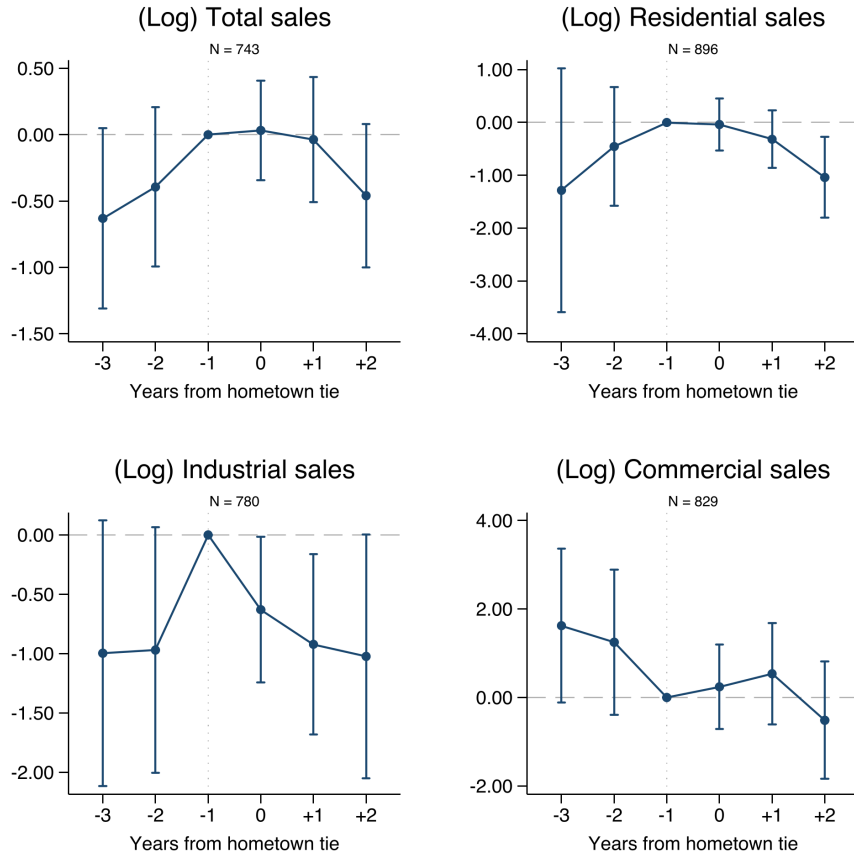 (Log) Total sales
N = 743
0.50
0.00
-0.50
-1.00
-1.50
-3 -2 -1 0 +1 +2
Years from hometown tie
(Log) Residential sales
N = 896
1.00
0.00
-1.00
-2.00
-3.00
-4.00
-3 -2 -1 0 +1 +2
Years from hometown tie
(Log) Industrial sales
N = 780
0.00
-0.50
-1.00
-1.50
-2.00
-3 -2 -1 0 +1 +2
Years from hometown tie
(Log) Commercial sales
N = 829
4.00
2.00
0.00
-2.00
-3 -2 -1 0 +1 +2
Years from hometown tie